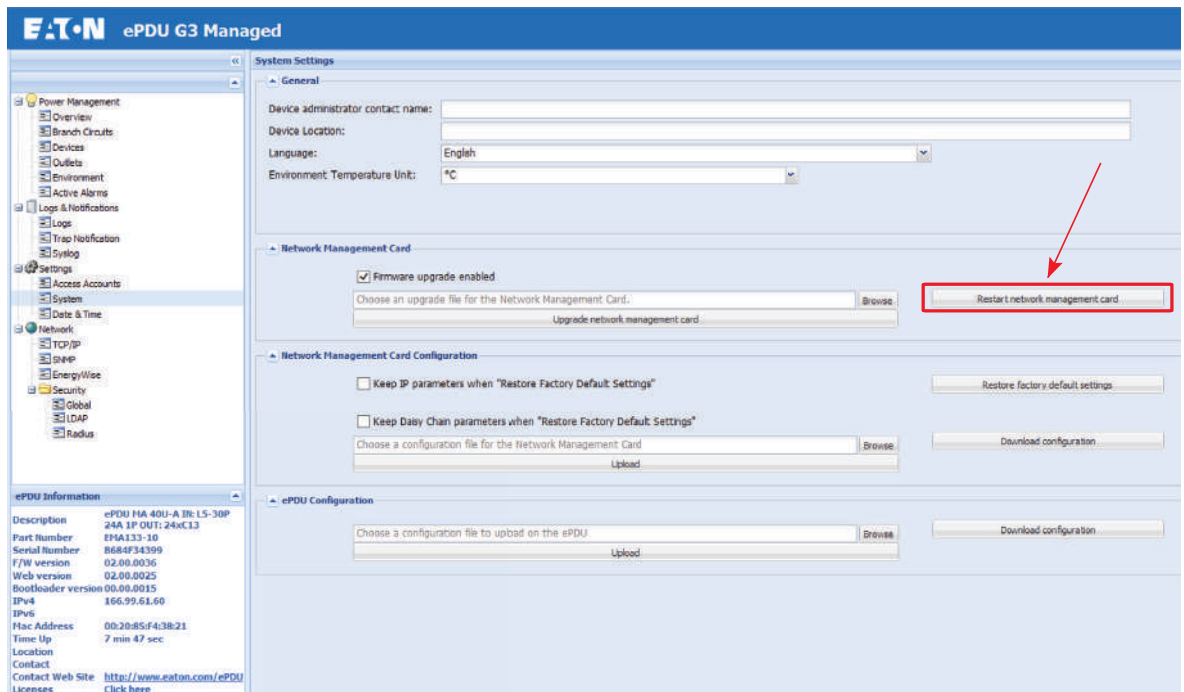 EATON ePDU G3 Managed
Power Management
Overview
Branch Circuits
Devices
Outlets
Environment
Active Alarms
Logs & Notifications
Logs
Trap Notification
Syslog
Settings
Access Accounts
System
Date & Time
Network
TCP/IP
SNMP
EnergyWise
Security
Global
LDAP
Radius
ePDU Information
Description ePDU MA 40U-A IN: L5-30P
24A 1P OUT: 24xC13
Part Number EMA133-10
Serial Number B684F34399
F/W version 02.00.0036
Web version 02.00.0025
Bootloader version 00.00.0015
IPv4 166.99.61.60
IPv6
Mac Address 00:20:85:F4:38:21
Time Up 7 min 47 sec
Location
Contact
Contact Web Site http://www.eaton.com/ePDU
Licenses Click here
System Settings
General
Device administrator contact name:
Device Location:
Language: English
Environment Temperature Unit: °C
Network Management Card
Firmware upgrade enabled
Choose an upgrade file for the Network Management Card. Browse Restart network management card
Upgrade network management card
Network Management Card Configuration
Keep IP parameters when "Restore Factory Default Settings" Restore factory default settings
Keep Daisy Chain parameters when "Restore Factory Default Settings"
Choose a configuration file for the Network Management Card Browse Download configuration
Upload
ePDU Configuration
Choose a configuration file to upload on the ePDU Browse Download configuration
Upload